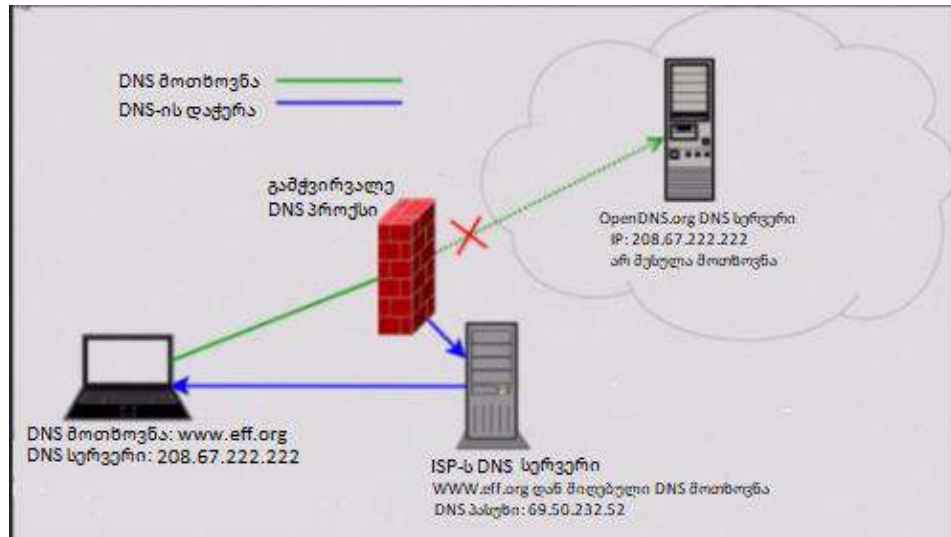 DNS მოთხოვნა
DNS-ის დაჭერა
გამჭვირვალე
DNS პროქსი
OpenDNS.org DNS სერვერი
IP: 208.67.222.222
არ შესულა მოთხოვნა
DNS მოთხოვნა: www.eff.org
DNS სერვერი: 208.67.222.222
ISP-ს DNS სერვერი
WWW.eff.org დან მიღებული DNS მოთხოვნა
DNS პასუხი: 69.50.232.52